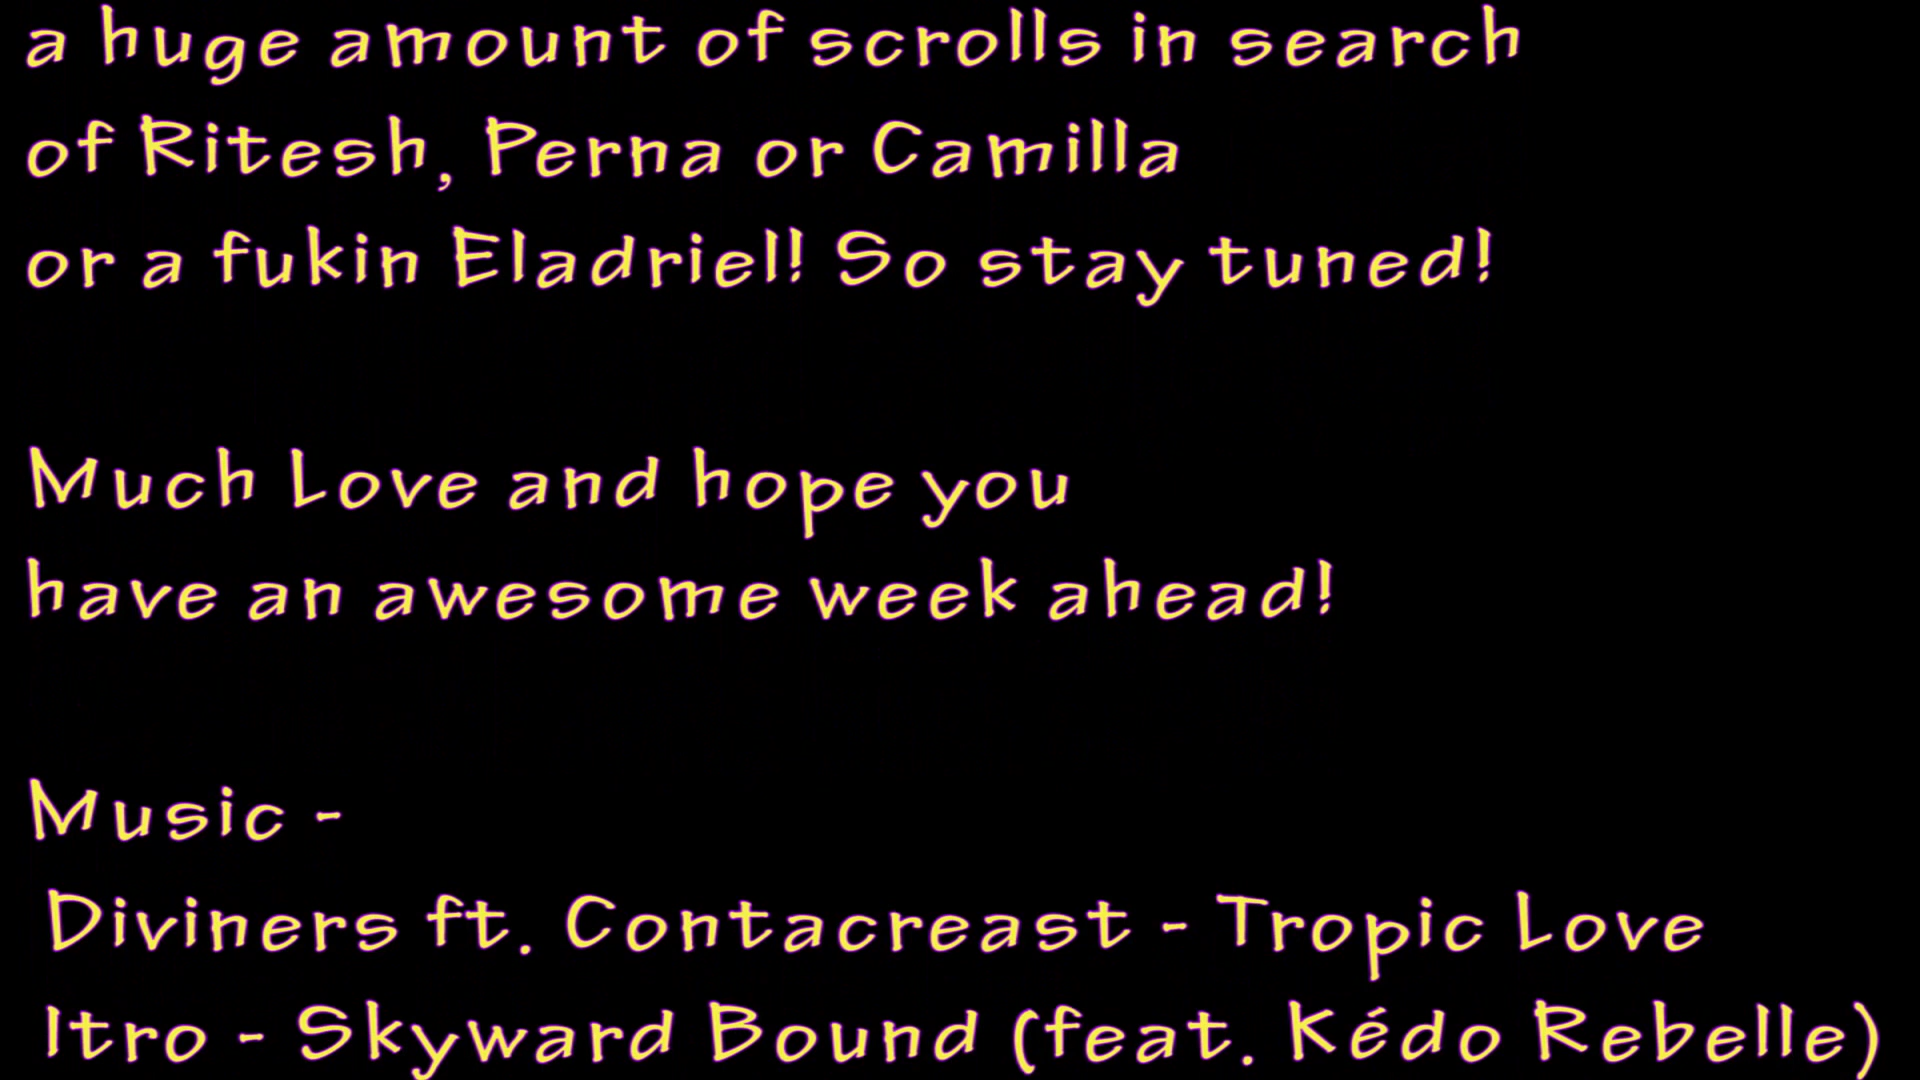 a huge amount of scrolls in search
of Ritesh, Perna or Camilla
or a fukin Eladriel! So stay tuned!
Much Love and hope you
have an awesome week ahead!
Music -
Diviners ft. Contacreast - Tropic Love
Itro - Skyward Bound (feat. Kédo Rebelle)